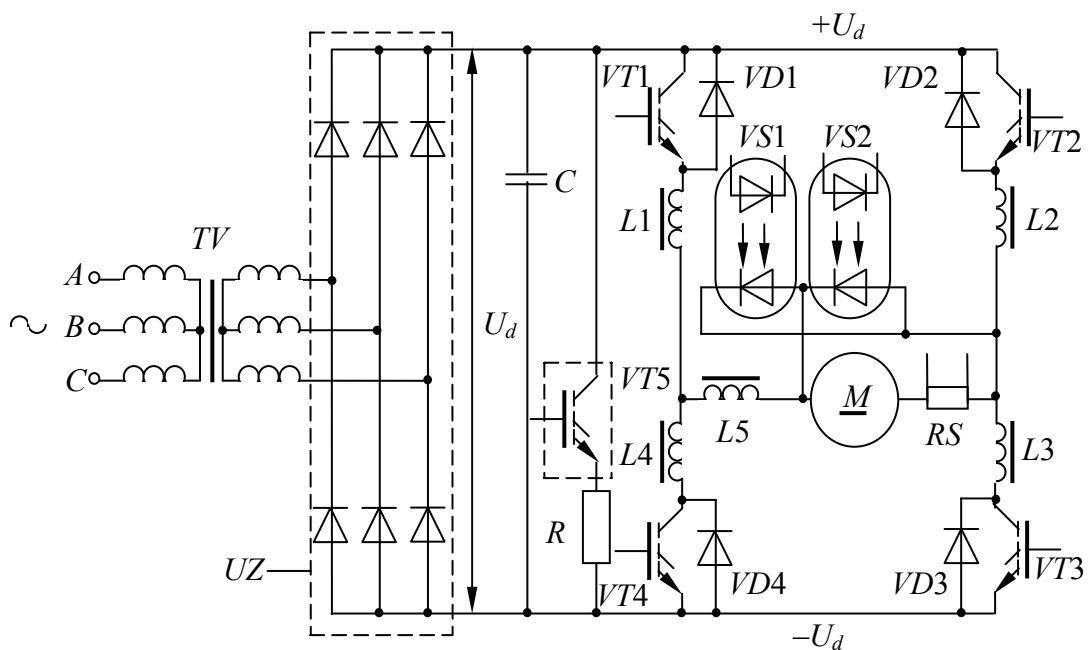 +U_d
VT1
VD1
VD2
VS1
VS2
VT2
C
L1
L2
TV
A
B
C
U_d
VT5
M
L5
RS
L4
L3
R
UZ
VT4
VD4
VD3
VT3
–U_d